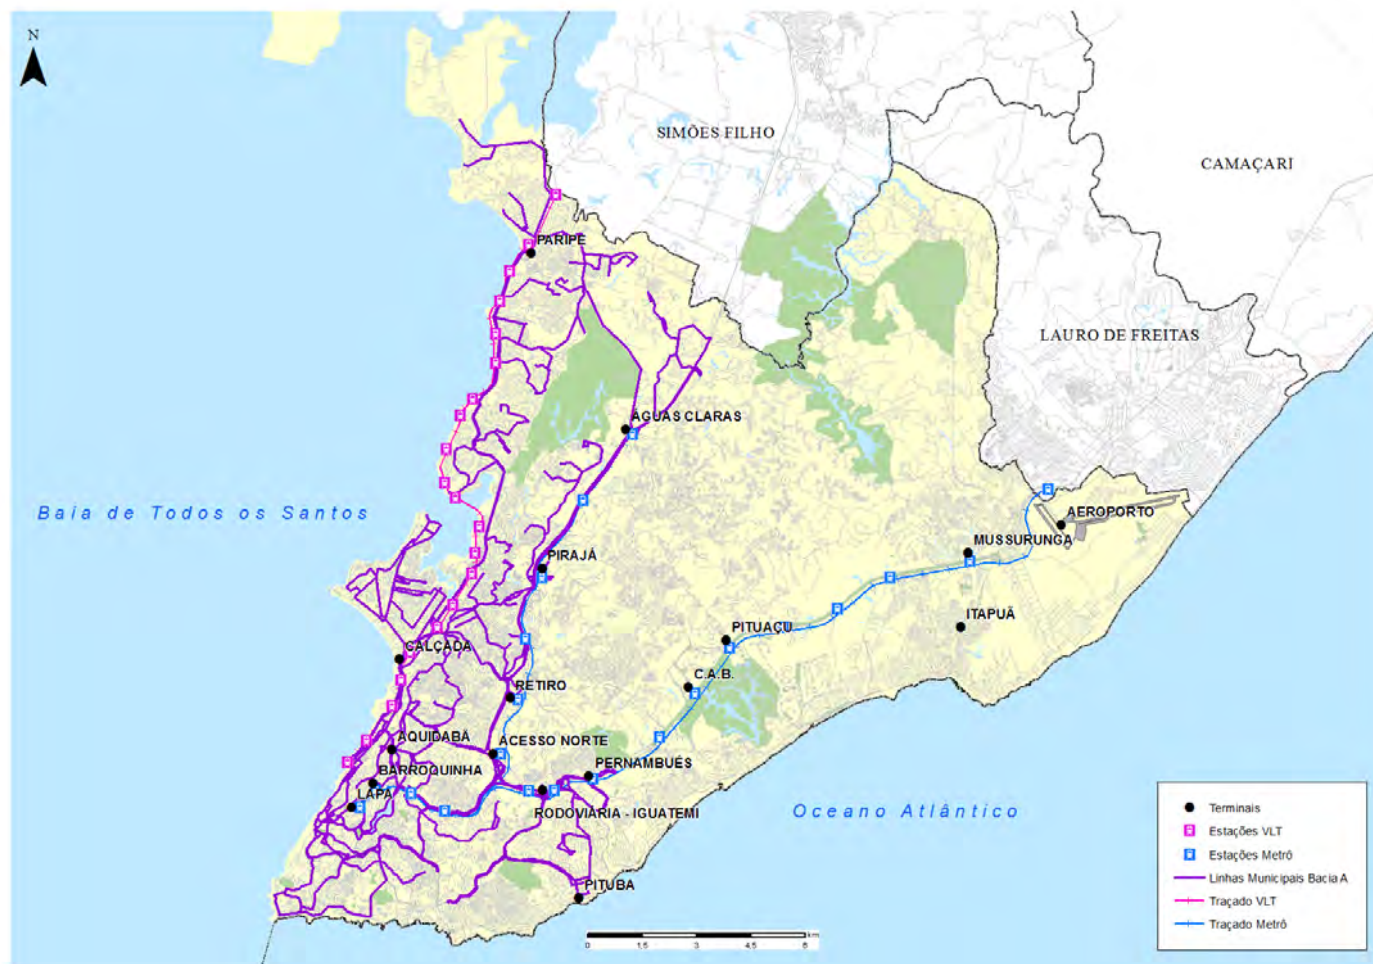 N
SIMÕES FILHO
CAMAÇARI
PARIPE
LAURO DE FREITAS
ÁGUAS CLARAS
Baia de Todos os Santos
AEROPORTO
MUSSURUNGA
PIRAJÁ
ITAPUÃ
PITUAÇU
CALÇADA
C.A.B.
RETIRO
AQUIDABÃ
ACESSO NORTE
BARROQUINHA
PERNAMBUÉS
LAPA
RODOVIÁRIA - IGUATEMI
Oceano Atlântico
PITUBA
Terminais
Estações VLT
Estações Metrô
Linhas Municipais Bacia A
Traçado VLT
Traçado Metrô
km
0 1,5 3 4,5 6